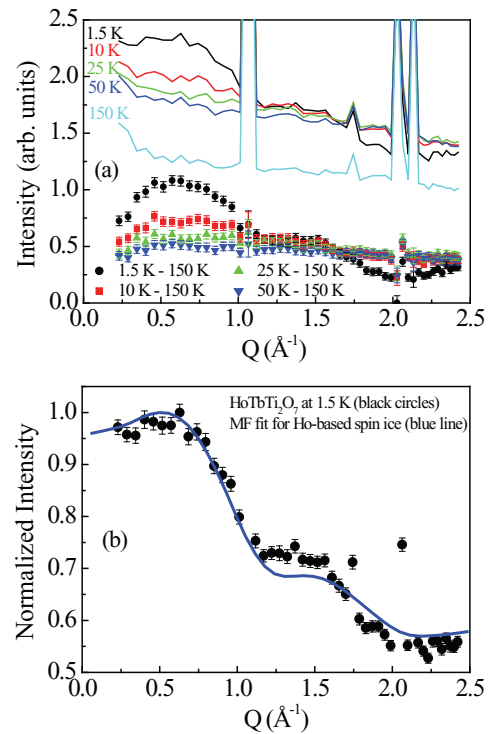 2.5
2.0
1.5
1.0
0.5
0.0
Intensity (arb. units)
1.5 K
10 K
25 K
50 K
150 K
(a)
1.5 K - 150 K
25 K - 150 K
10 K - 150 K
50 K - 150 K
0.0 0.5 1.0 1.5 2.0 2.5
Q (Å⁻¹)
HoTbTi₂O₇ at 1.5 K (black circles)
MF fit for Ho-based spin ice (blue line)
1.0
0.9
0.8
0.7
0.6
0.5
Normalized Intensity
(b)
0.0 0.5 1.0 1.5 2.0 2.5
Q (Å⁻¹)